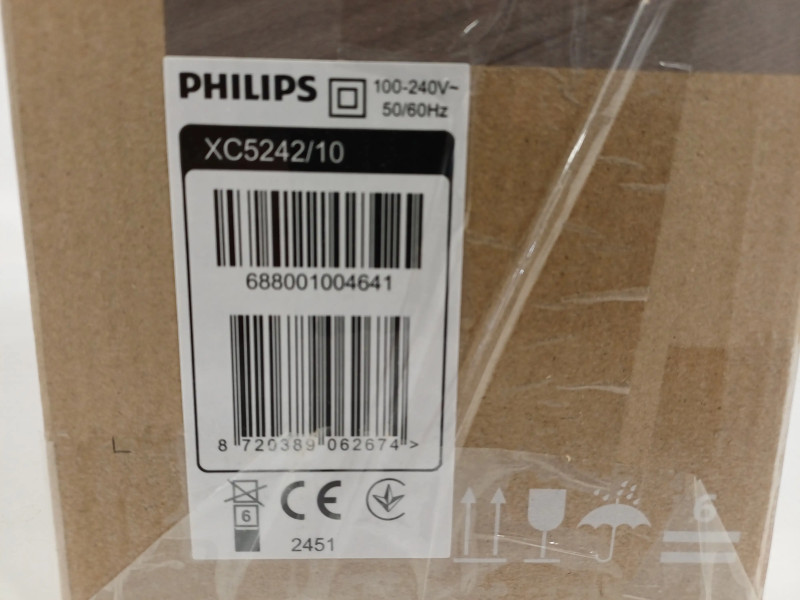 PHILIPS
100-240V~
50/60Hz
XC5242/10
688001004641
8 720389 062674 >
6
CE
2451
6